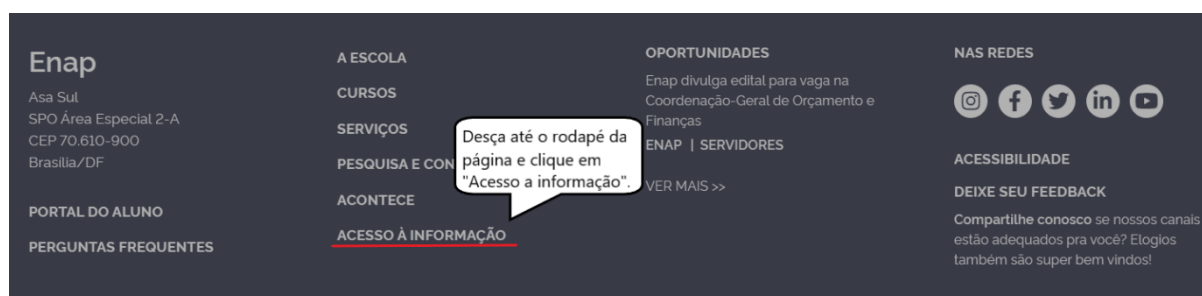 Enap
Asa Sul
SPO Área Especial 2-A
CEP 70.610-900
Brasília/DF
PORTAL DO ALUNO
PERGUNTAS FREQUENTES
A ESCOLA
CURSOS
SERVIÇOS
PESQUISA E CON
ACONTECE
ACESSO À INFORMAÇÃO
Desça até o rodapé da
página e clique em
"Acesso a informação".
OPORTUNIDADES
Enap divulga edital para vaga na
Coordenação-Geral de Orçamento e
Finanças
ENAP | SERVIDORES
VER MAIS >>
NAS REDES
ACESSIBILIDADE
DEIXE SEU FEEDBACK
Compartilhe conosco se nossos canais
estão adequados pra você? Elogios
também são super bem vindos!